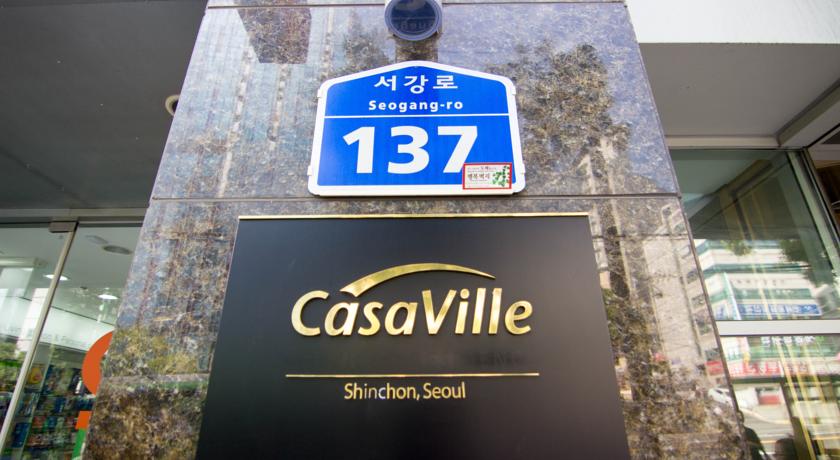 서강로
Seogang-ro
137
CasaVille
Shinchon, Seoul